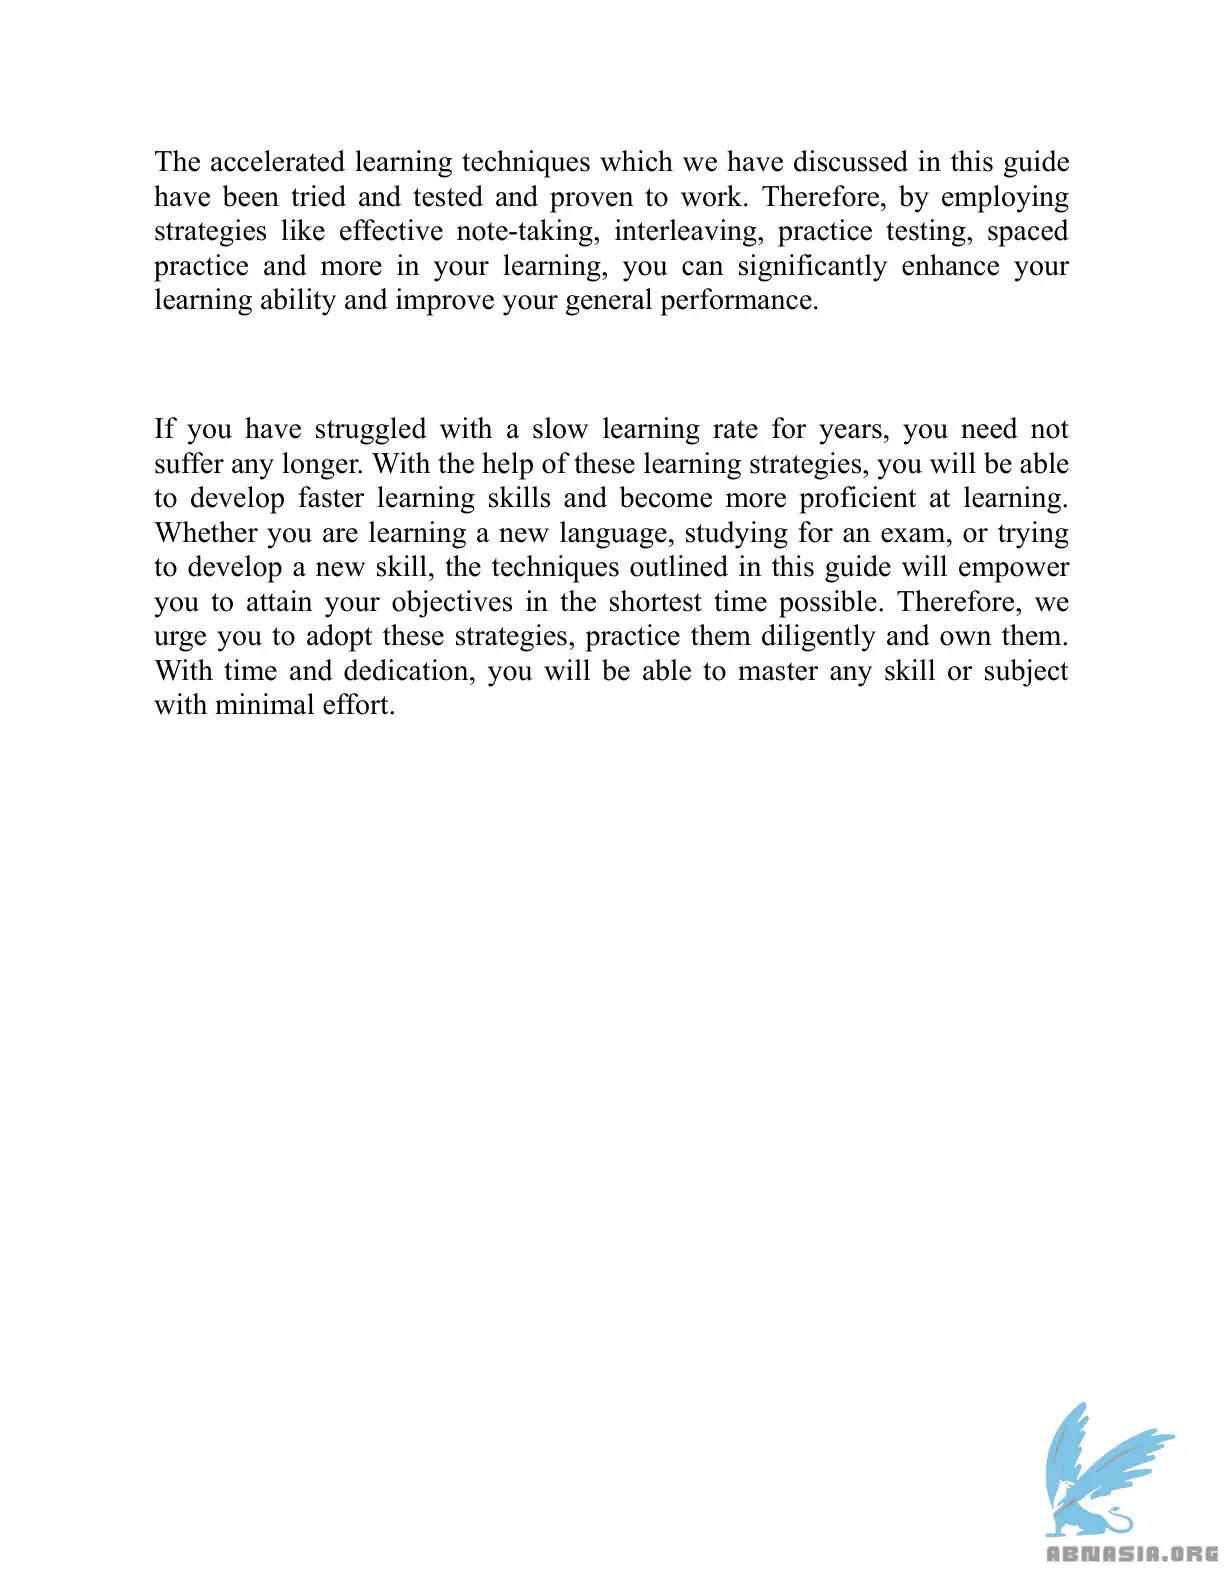 The accelerated learning techniques which we have discussed in this guide
have been tried and tested and proven to work. Therefore, by employing
strategies like effective note-taking, interleaving, practice testing, spaced
practice and more in your learning, you can significantly enhance your
learning ability and improve your general performance.
If you have struggled with a slow learning rate for years, you need not
suffer any longer. With the help of these learning strategies, you will be able
to develop faster learning skills and become more proficient at learning.
Whether you are learning a new language, studying for an exam, or trying
to develop a new skill, the techniques outlined in this guide will empower
you to attain your objectives in the shortest time possible. Therefore, we
urge you to adopt these strategies, practice them diligently and own them.
With time and dedication, you will be able to master any skill or subject
with minimal effort.
ABNASIA.ORG